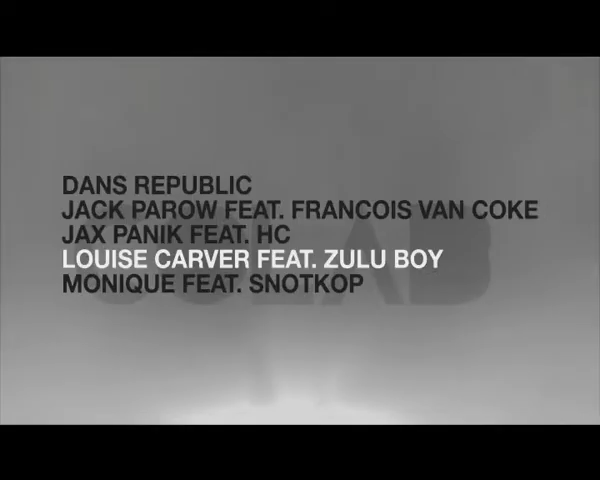 DANS REPUBLIC
JACK PAROW FEAT. FRANCOIS VAN COKE
JAX PANIK FEAT. HC
LOUISE CARVER FEAT. ZULU BOY
MONIQUE FEAT. SNOTKOP